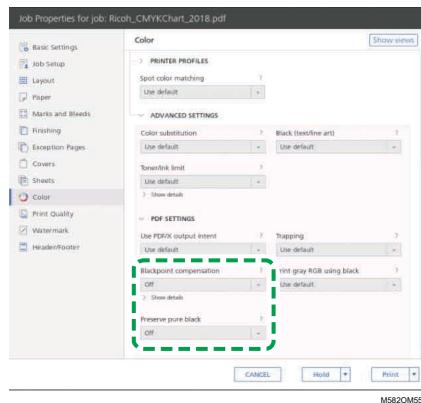 Job Properties for job: Ricoh_CMYKChart_2018.pdf
Basic Settings
Job Setup
Layout
Paper
Marks and Bleeds
Finishing
Exception Pages
Covers
Sheets
Color
Print Quality
Watermark
Header/Footer
Color
Show views
PRINTER PROFILES
Spot color matching ?
Use default
ADVANCED SETTINGS
Color substitution ? Black (text/line art) ?
Use default Use default
Toner/Ink limit ?
Use default
Show details
PDF SETTINGS
Use PDF/X output intent ? Trapping ?
Use default Use default
Blackpoint compensation ? Print gray RGB using black ?
Off Use default
Show details
Preserve pure black ?
Off
CANCEL Hold Print
M582OM55